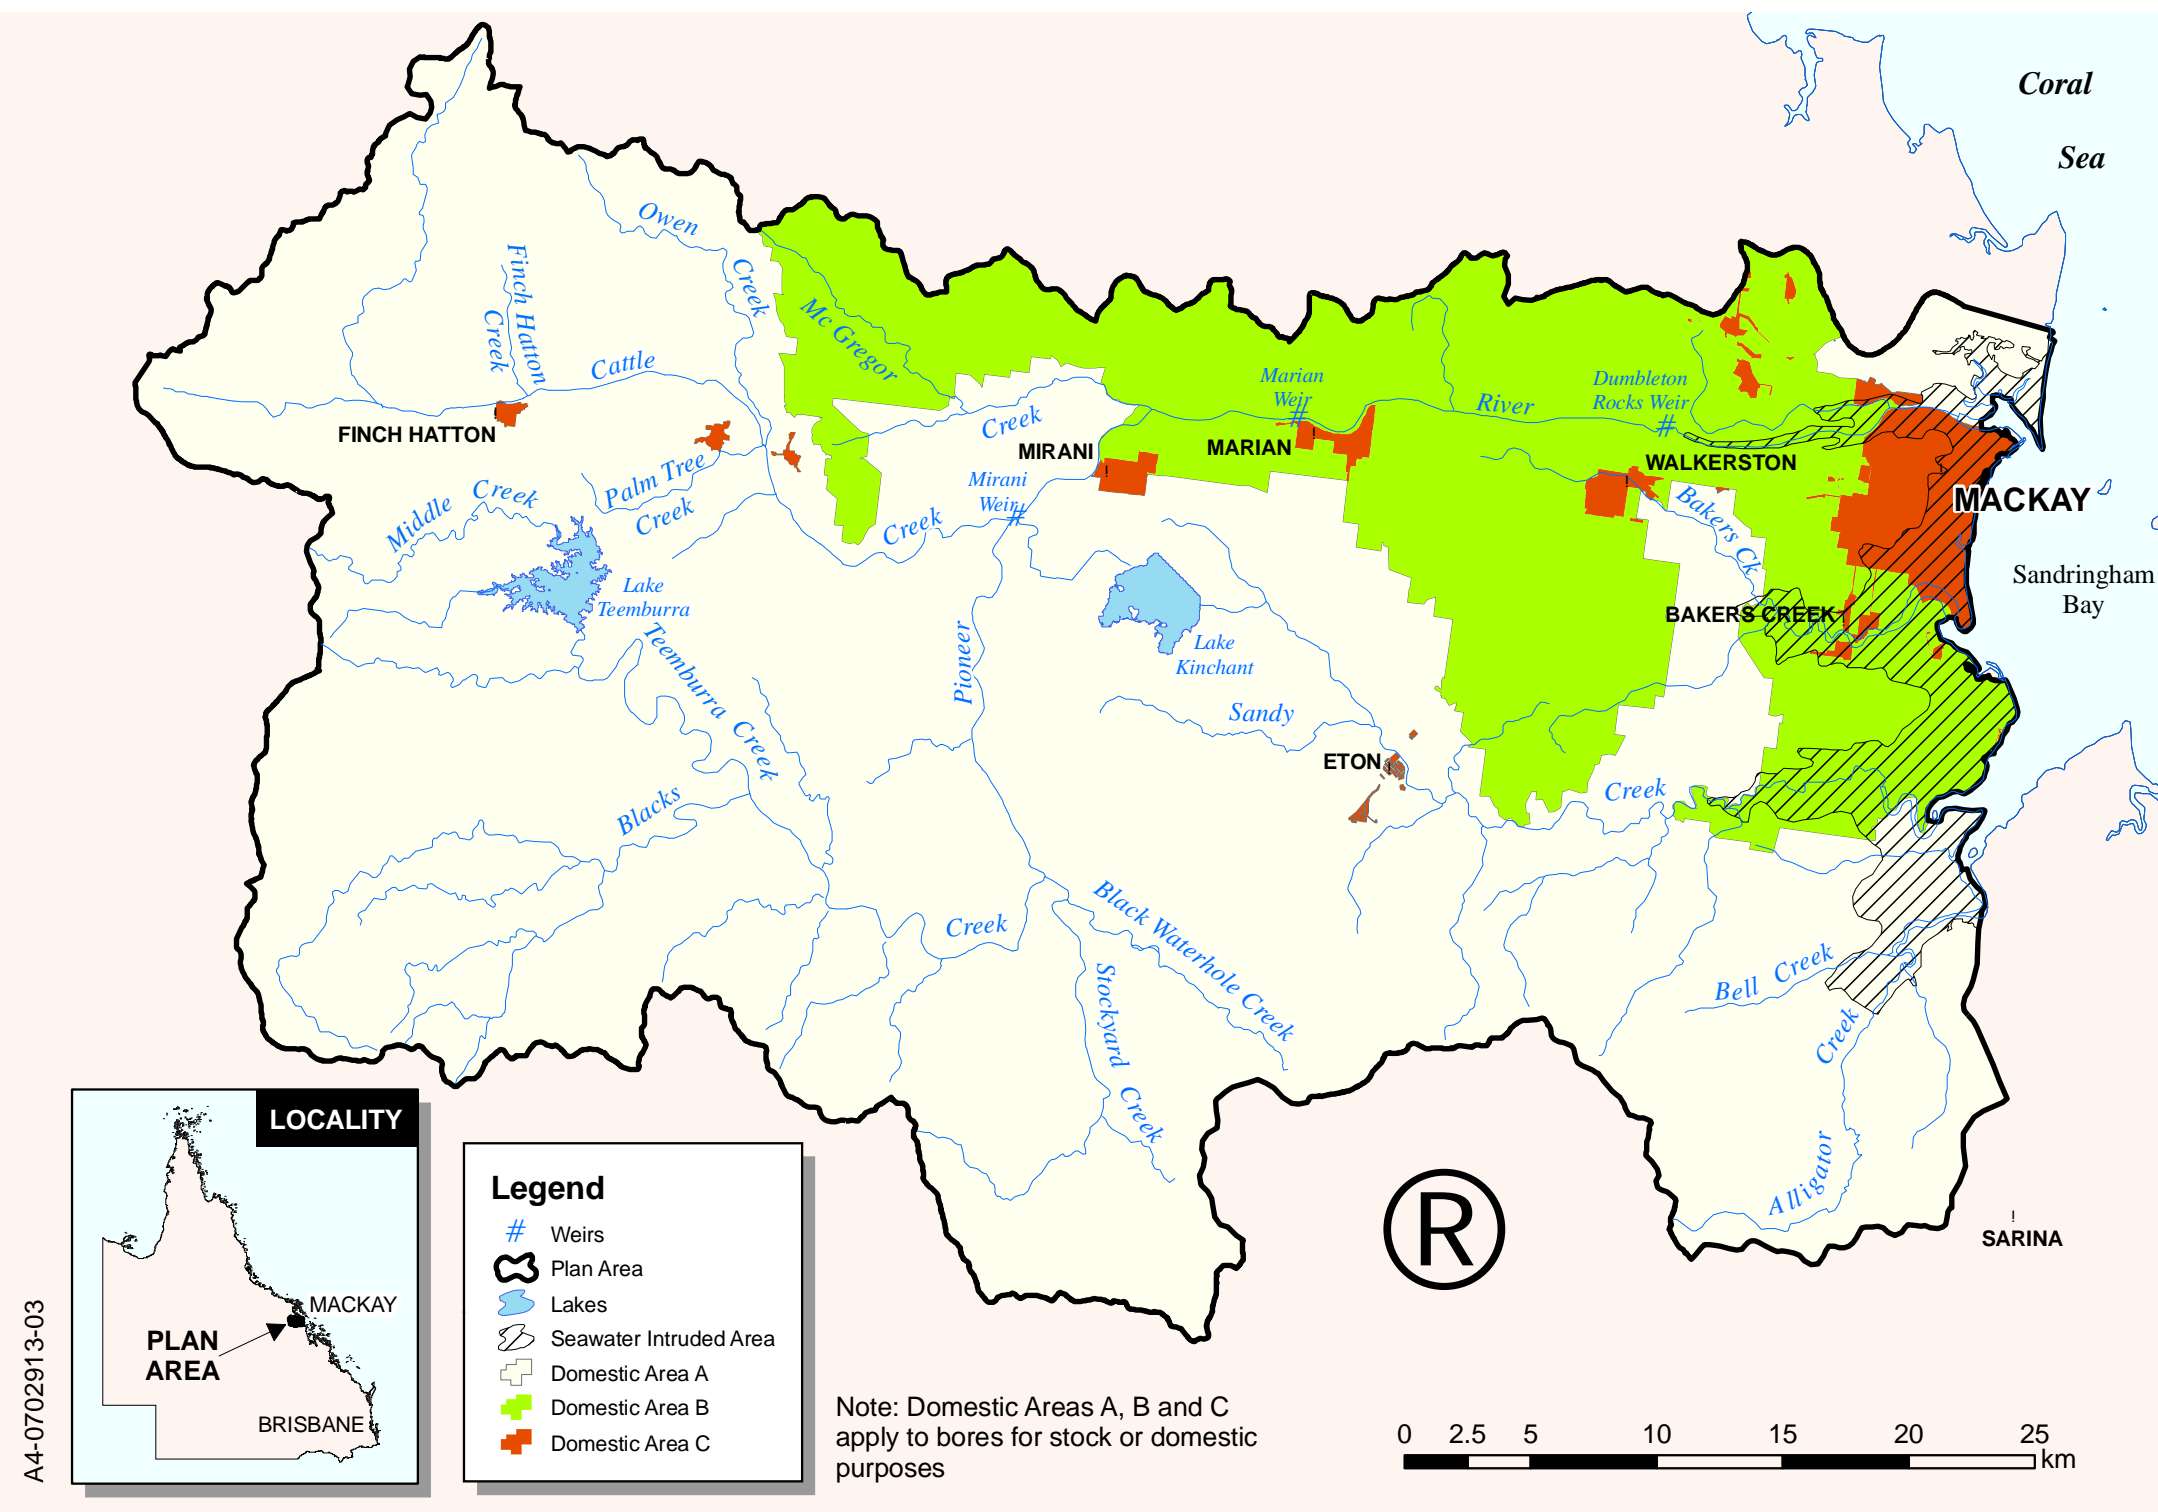 Coral
Sea
Owen
Creek
Finch Hatton
Creek
Mc Gregor
Cattle
Creek
FINCH HATTON
Marian
Weir
Dumbleton
Rocks Weir
River
MIRANI
MARIAN
WALKERSTON
Mirani
Weir
Palm Tree
Creek
Middle Creek
Creek
Bakers Ck
MACKAY
Lake
Teemburra
Sandringham
Bay
BAKERS CREEK
Lake
Kinchant
Pioneer
Teemburra Creek
Sandy
ETON
Creek
Blacks
Creek
Black Waterhole Creek
Stockyard Creek
Bell Creek
Creek
Alligator
SARINA
LOCALITY
MACKAY
PLAN
AREA
BRISBANE
Legend
# Weirs
Plan Area
Lakes
Seawater Intruded Area
Domestic Area A
Domestic Area B
Domestic Area C
R
Note: Domestic Areas A, B and C
apply to bores for stock or domestic
purposes
0 2.5 5 10 15 20 25
km
A4-0702913-03